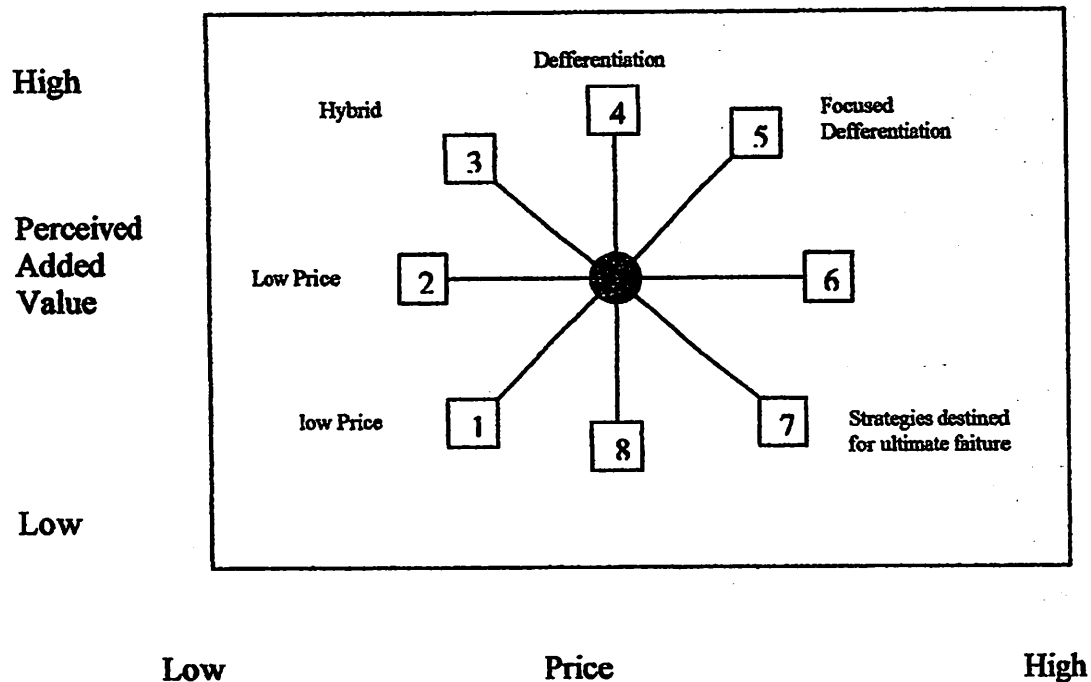 High
Defferentiation
4
Hybrid
3
5
Focused
Defferentiation
Perceived
Added
Value
Low Price
2
6
low Price
1
8
7
Strategies destined
for ultimate faiture
Low
Low
Price
High